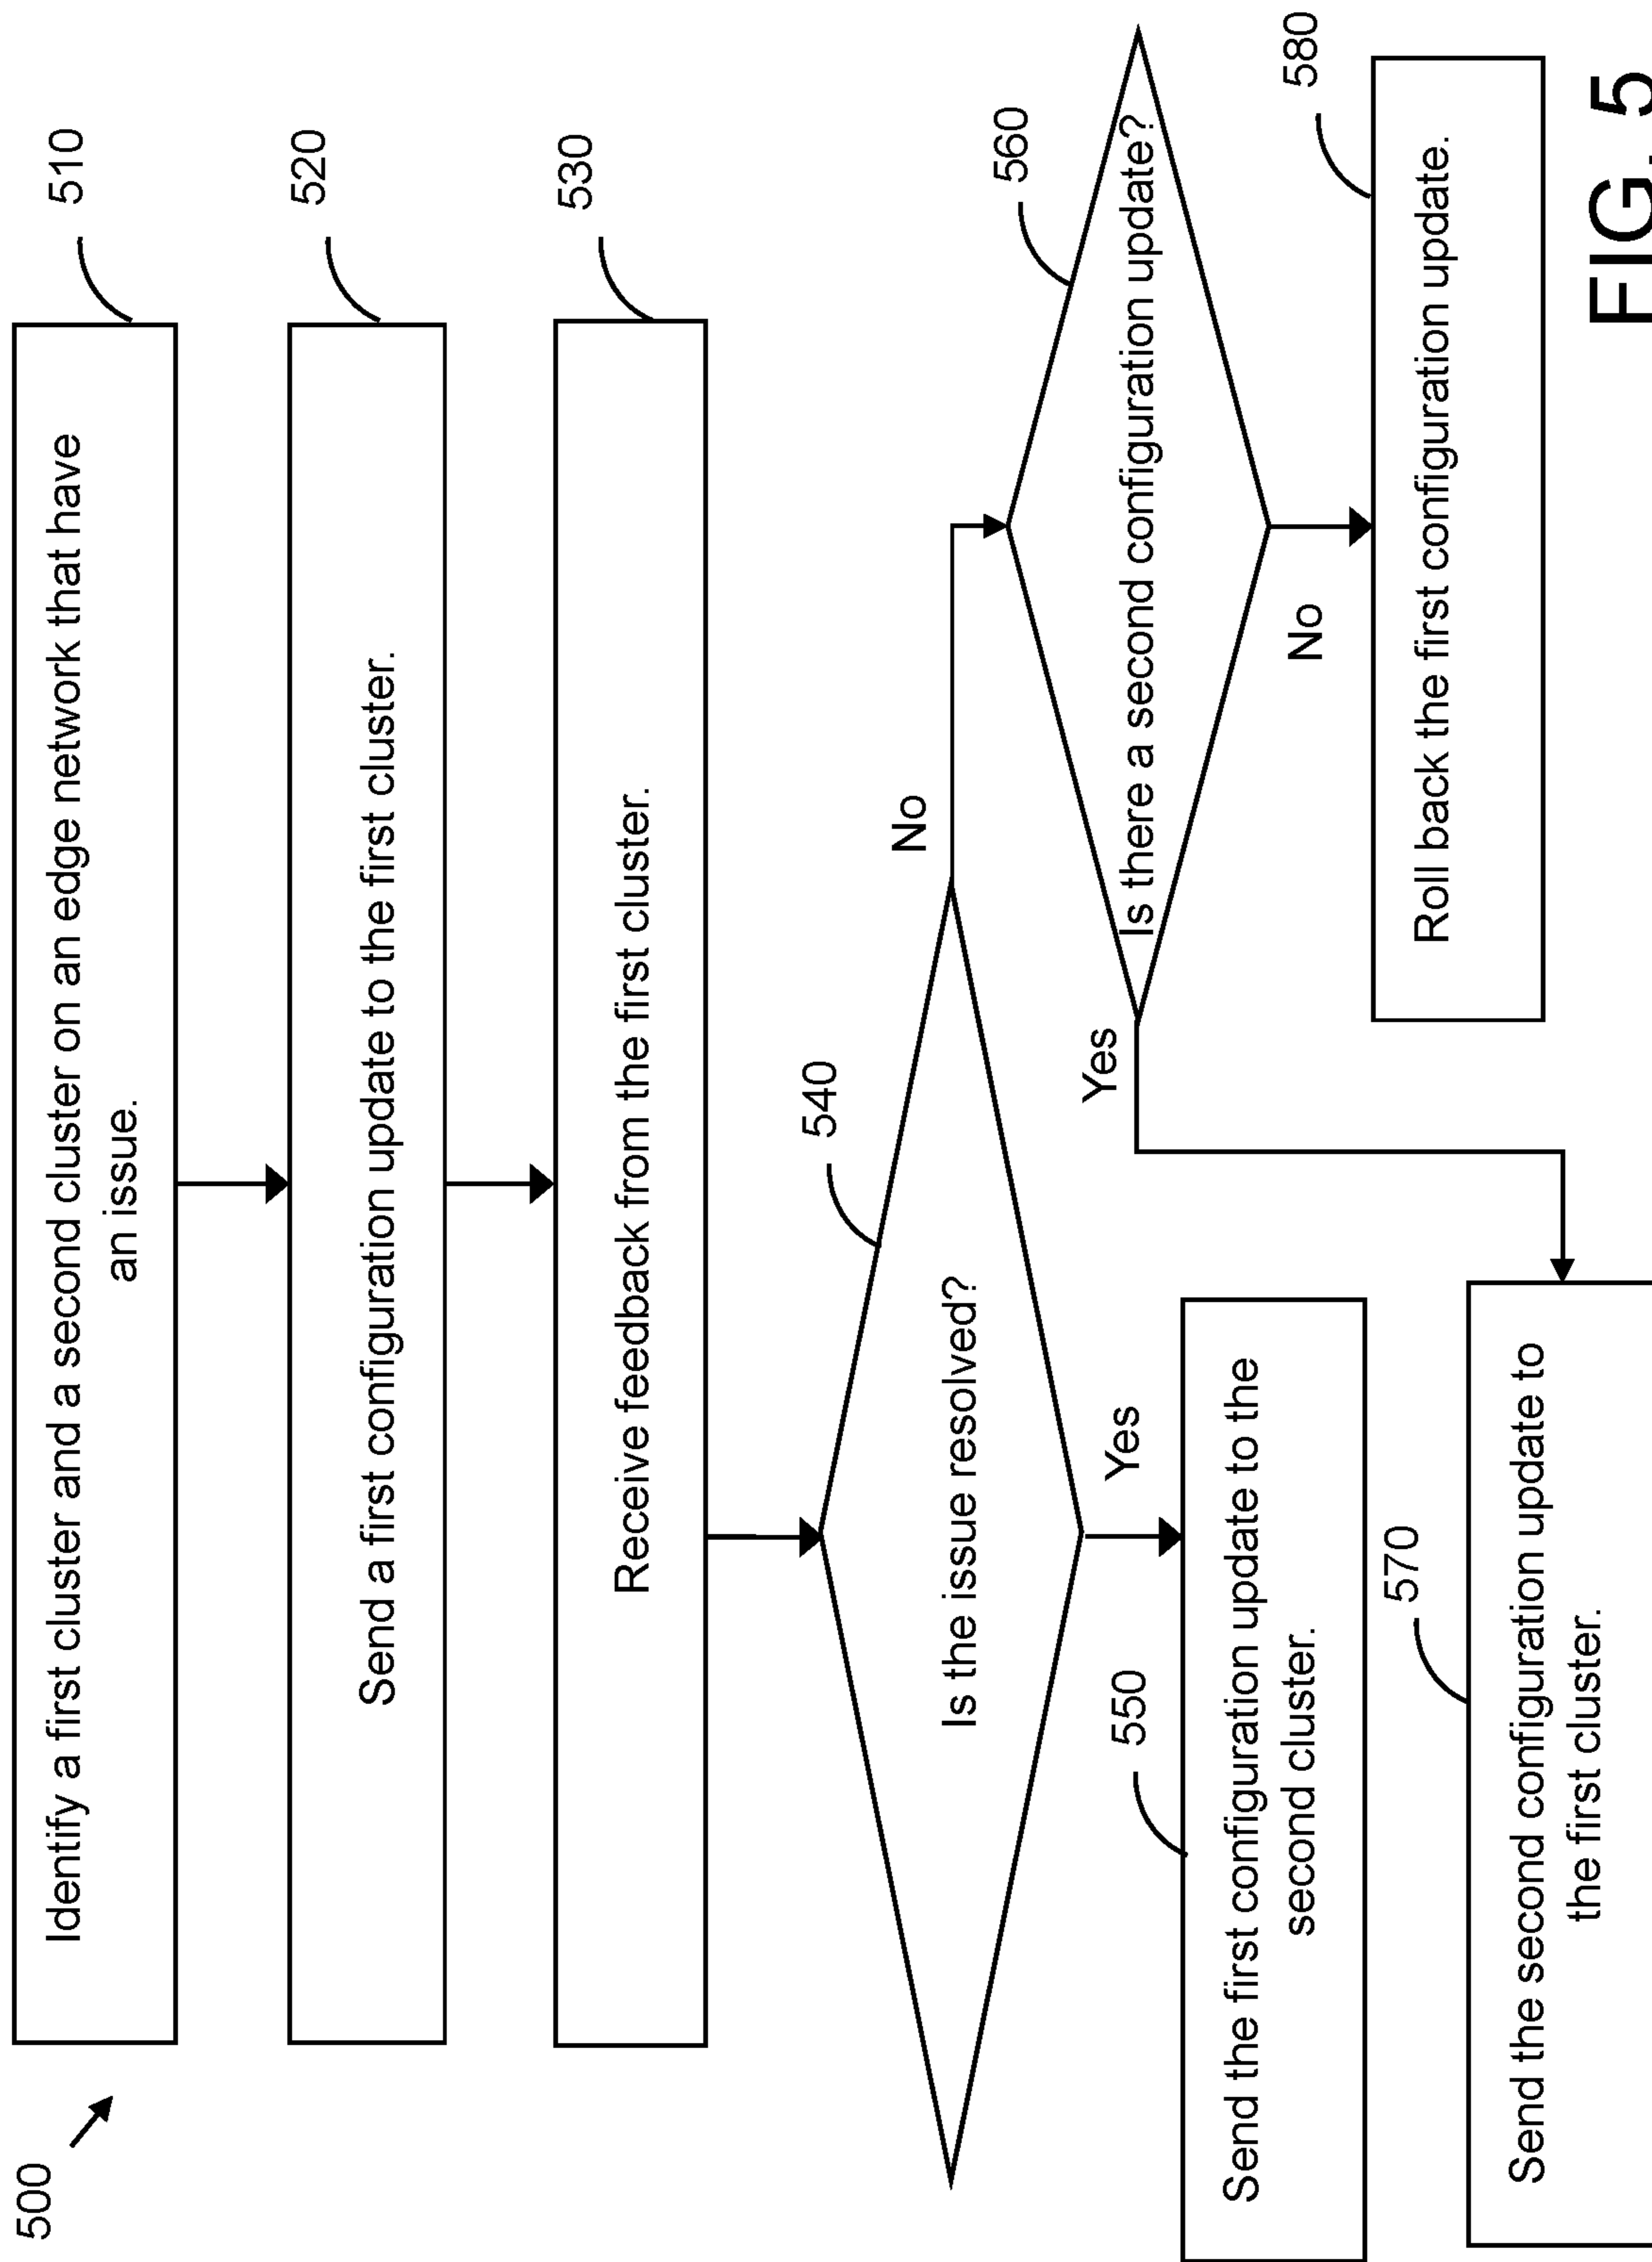 500
510
Identify a first cluster and a second cluster on an edge network that have
an issue.
520
Send a first configuration update to the first cluster.
530
Receive feedback from the first cluster.
540
Is the issue resolved?
No
Yes
560
Is there a second configuration update?
Yes
No
550
Send the first configuration update to the
second cluster.
580
Roll back the first configuration update.
570
Send the second configuration update to
the first cluster.
FIG. 5